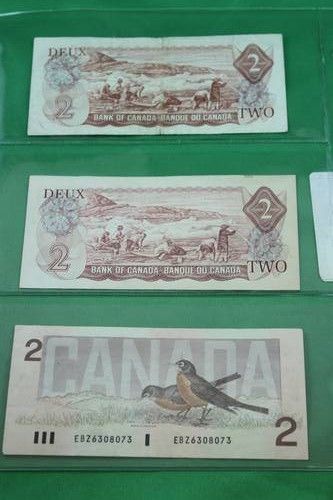 DEUX 2
2 TWO
BANK OF CANADA · BANQUE DU CANADA
DEUX 2
2 TWO
BANK OF CANADA · BANQUE DU CANADA
2 CANADA
EBZ6308073 EBZ6308073 2